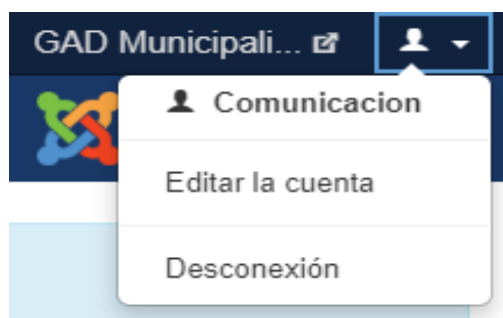 GAD Municipali...
Comunicacion
Editar la cuenta
Desconexión